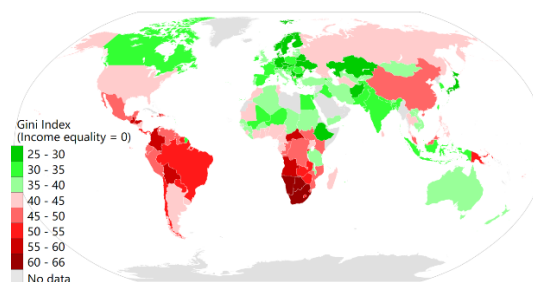 Gini Index
(Income equality = 0)
25 - 30
30 - 35
35 - 40
40 - 45
45 - 50
50 - 55
55 - 60
60 - 66
No data